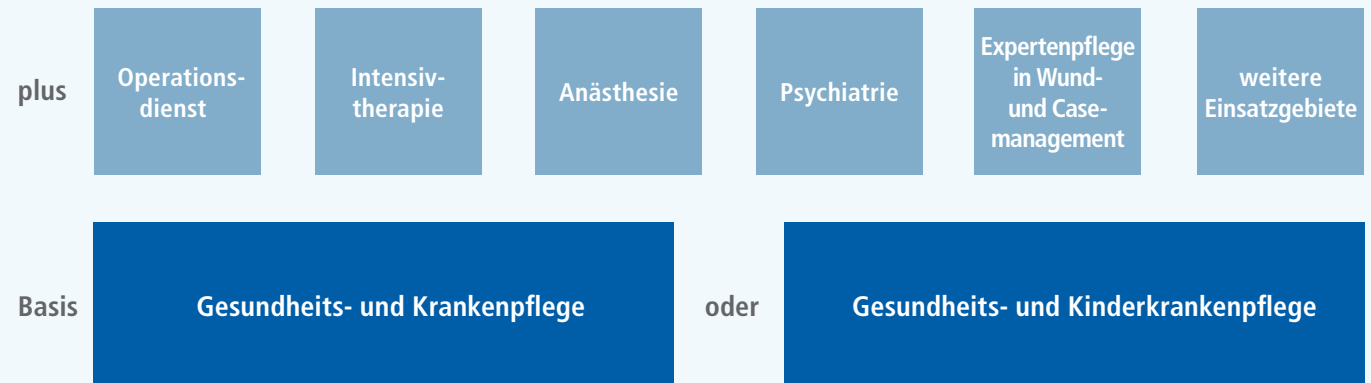 plus
Operations-
dienst
Intensiv-
therapie
Anästhesie
Psychiatrie
Expertenpflege
in Wund-
und Case-
management
weitere
Einsatzgebiete
Basis
Gesundheits- und Krankenpflege
oder
Gesundheits- und Kinderkrankenpflege